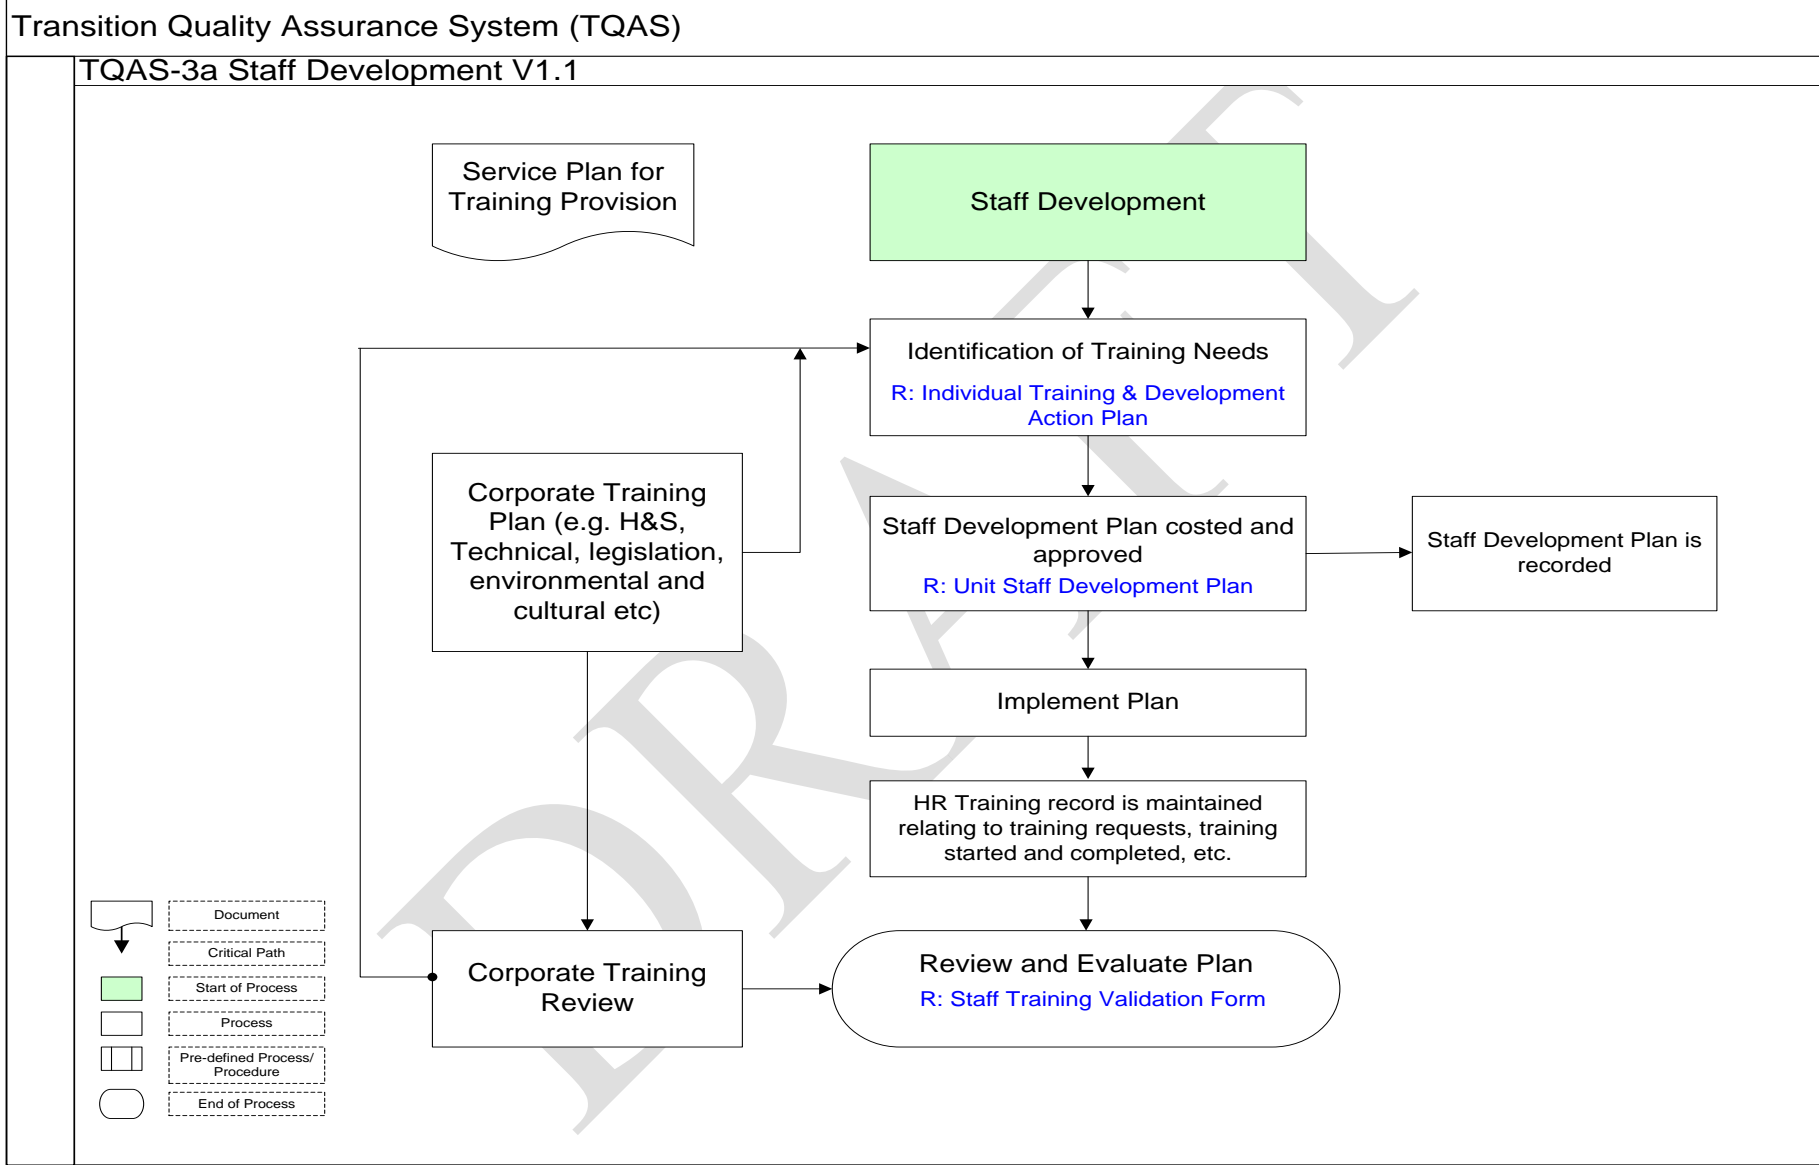 Transition Quality Assurance System (TQAS)
TQAS-3a Staff Development V1.1
Service Plan for
Training Provision
Staff Development
Identification of Training Needs
R: Individual Training & Development
Action Plan
Corporate Training
Plan (e.g. H&S,
Technical, legislation,
environmental and
cultural etc)
Staff Development Plan costed and
approved
R: Unit Staff Development Plan
Staff Development Plan is
recorded
Implement Plan
HR Training record is maintained
relating to training requests, training
started and completed, etc.
Corporate Training
Review
Review and Evaluate Plan
R: Staff Training Validation Form
Document
Critical Path
Start of Process
Process
Pre-defined Process/
Procedure
End of Process
DRAFT